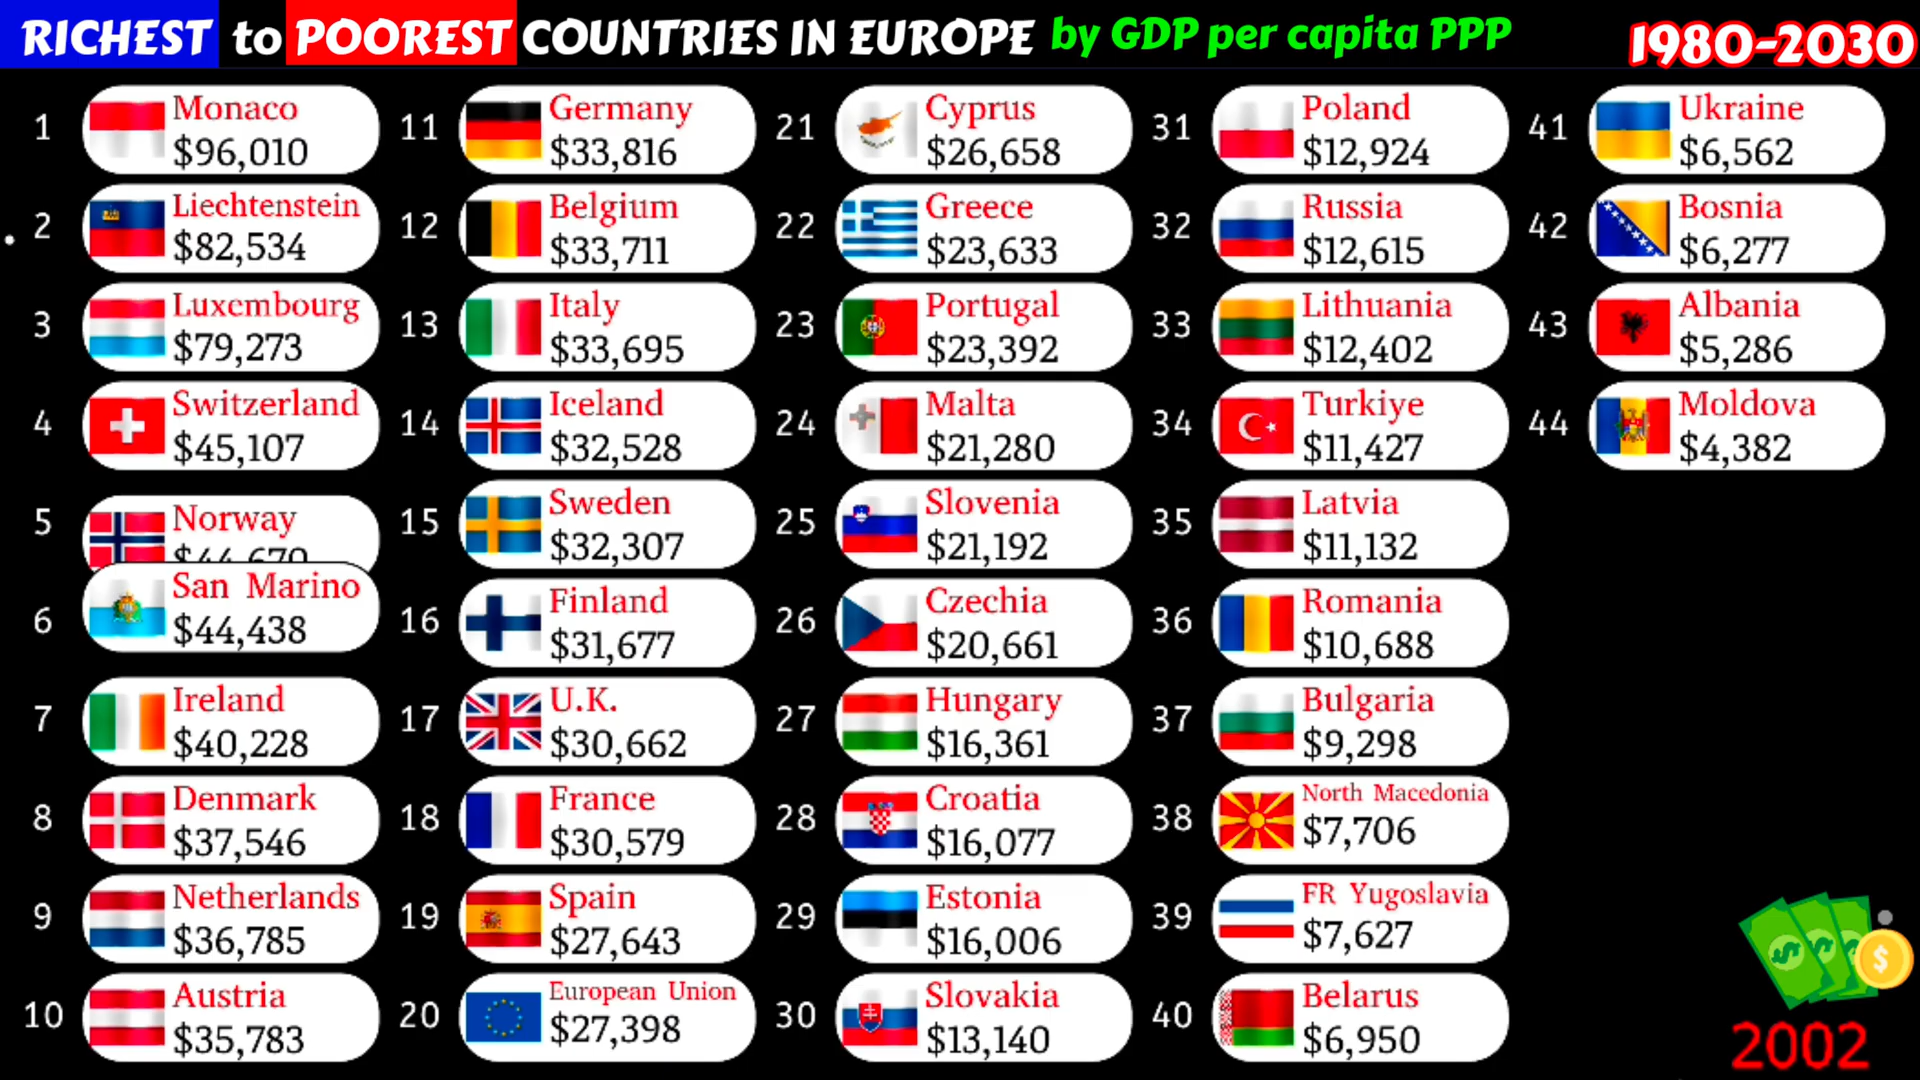 RICHEST to POOREST COUNTRIES IN EUROPE by GDP per capita PPP 1980-2030
1 Monaco
$96,010
2 Liechtenstein
$82,534
3 Luxembourg
$79,273
4 Switzerland
$45,107
5 Norway
$44,670
6 San Marino
$44,438
7 Ireland
$40,228
8 Denmark
$37,546
9 Netherlands
$36,785
10 Austria
$35,783
11 Germany
$33,816
12 Belgium
$33,711
13 Italy
$33,695
14 Iceland
$32,528
15 Sweden
$32,307
16 Finland
$31,677
17 U.K.
$30,662
18 France
$30,579
19 Spain
$27,643
20 European Union
$27,398
21 Cyprus
$26,658
22 Greece
$23,633
23 Portugal
$23,392
24 Malta
$21,280
25 Slovenia
$21,192
26 Czechia
$20,661
27 Hungary
$16,361
28 Croatia
$16,077
29 Estonia
$16,006
30 Slovakia
$13,140
31 Poland
$12,924
32 Russia
$12,615
33 Lithuania
$12,402
34 Turkiye
$11,427
35 Latvia
$11,132
36 Romania
$10,688
37 Bulgaria
$9,298
38 North Macedonia
$7,706
39 FR Yugoslavia
$7,627
40 Belarus
$6,950
41 Ukraine
$6,562
42 Bosnia
$6,277
43 Albania
$5,286
44 Moldova
$4,382
2002